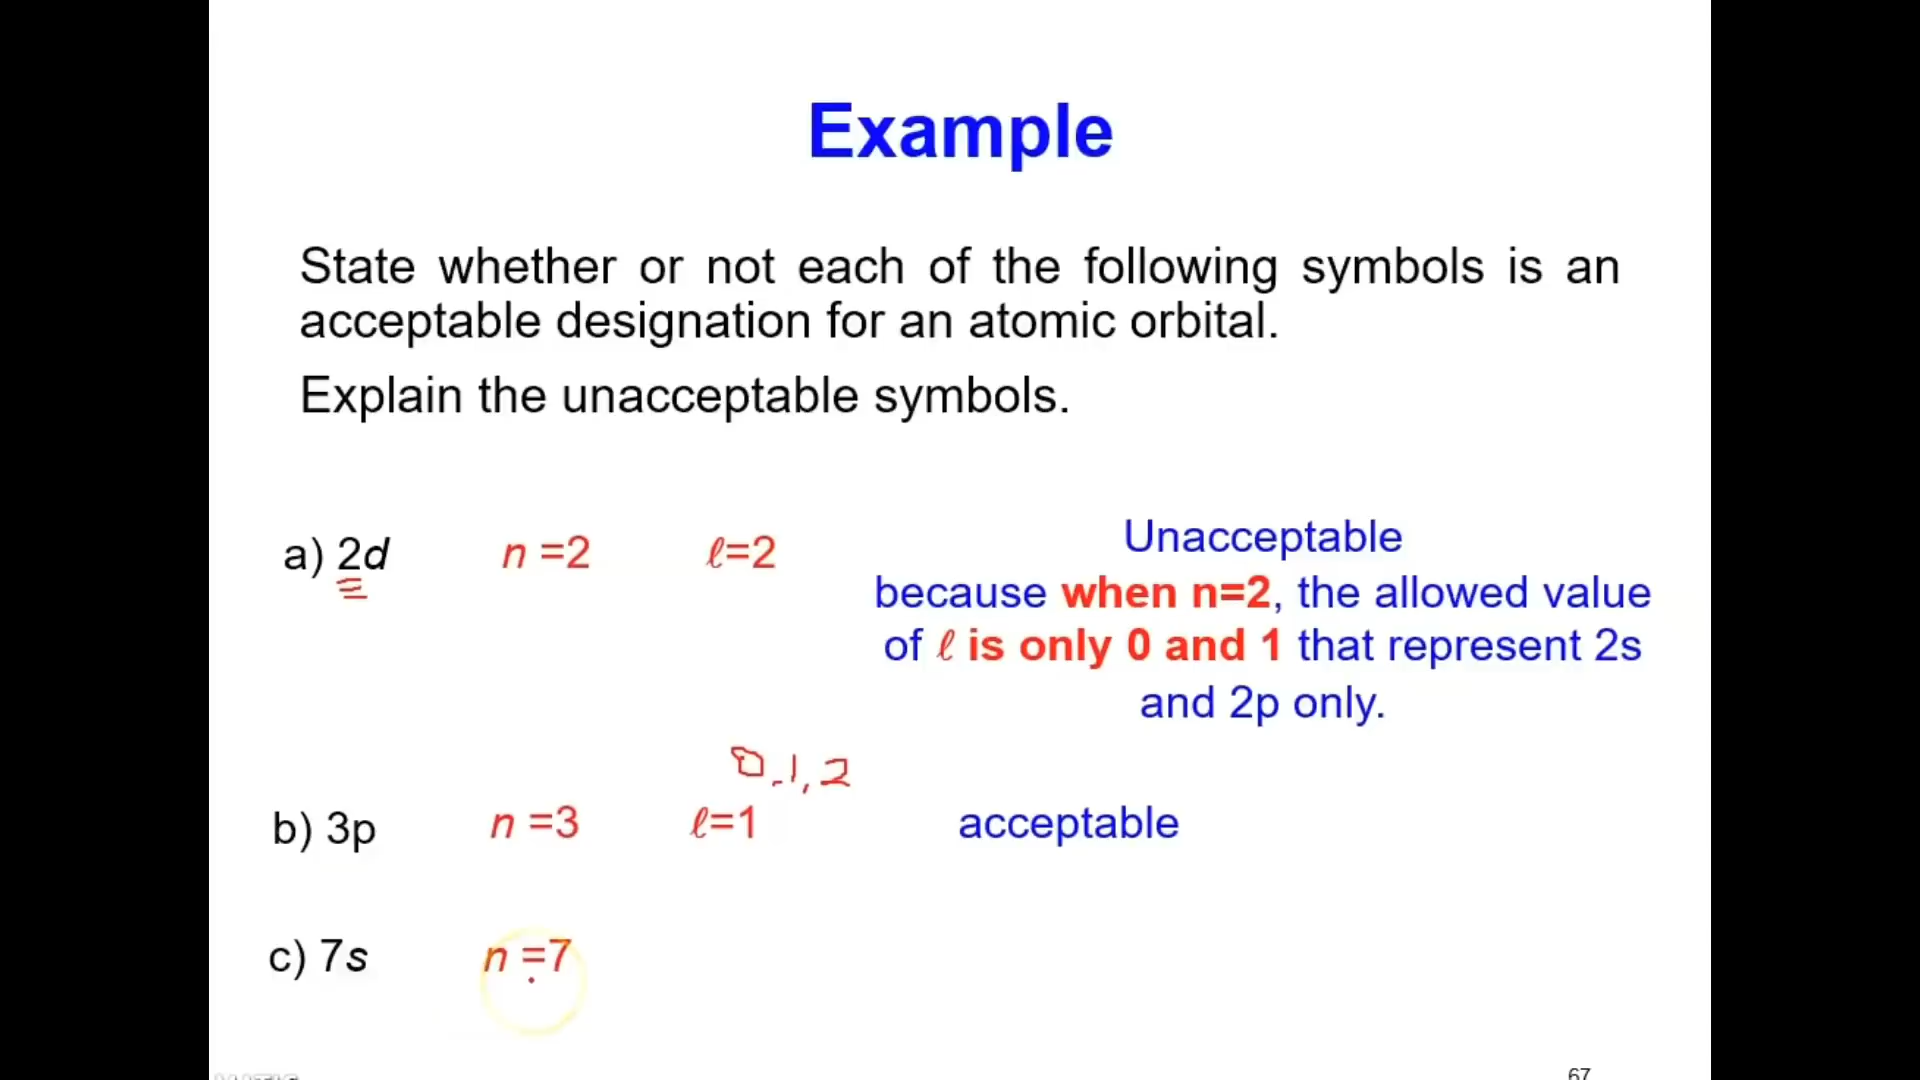 Example
State whether or not each of the following symbols is an
acceptable designation for an atomic orbital.
Explain the unacceptable symbols.
a) 2d n =2 ℓ=2
Unacceptable
because when n=2, the allowed value
of ℓ is only 0 and 1 that represent 2s
and 2p only.
0,1,2
b) 3p n =3 ℓ=1 acceptable
c) 7s n =7
67